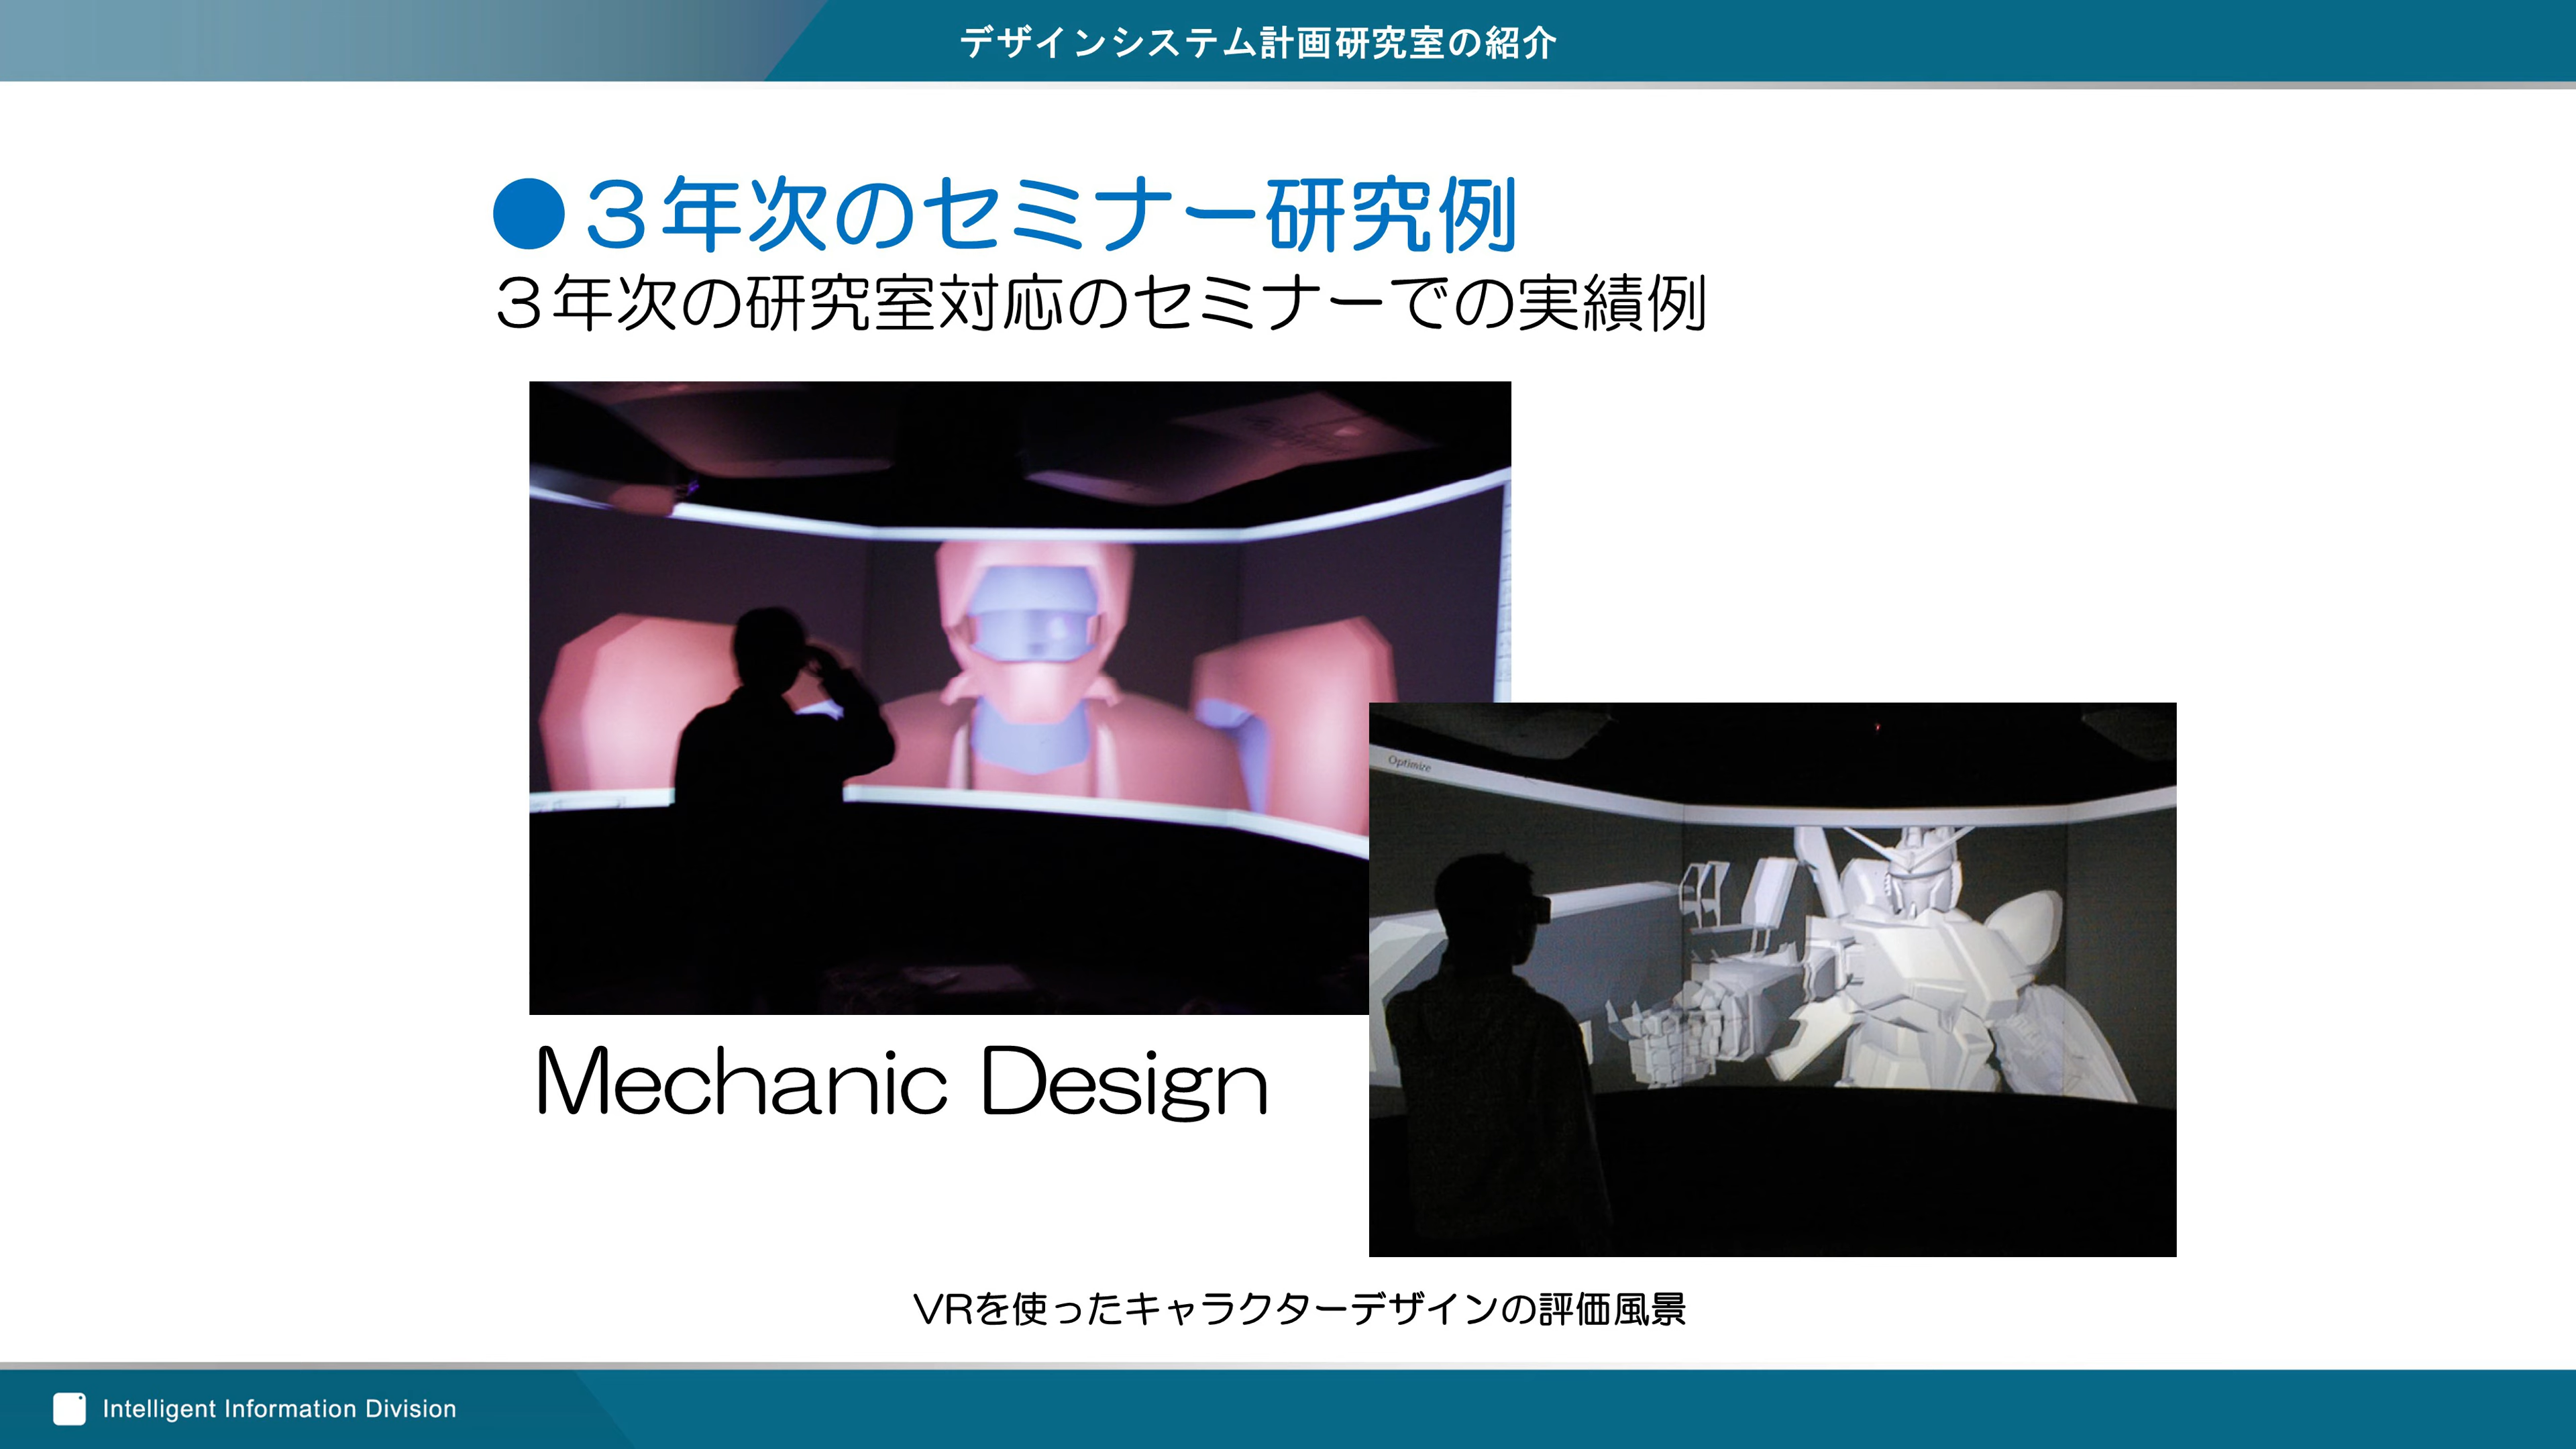 デザインシステム計画研究室の紹介
●３年次のセミナー研究例
３年次の研究室対応のセミナーでの実績例
Optimize
Mechanic Design
VRを使ったキャラクターデザインの評価風景
Intelligent Information Division